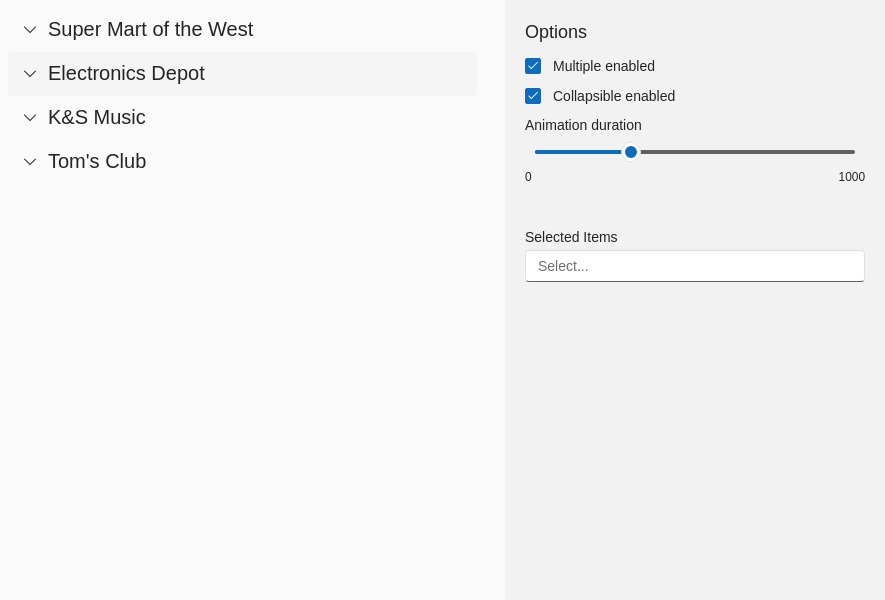 Super Mart of the West
Electronics Depot
K&S Music
Tom's Club
Options
Multiple enabled
Collapsible enabled
Animation duration
0 1000
Selected Items
Select...